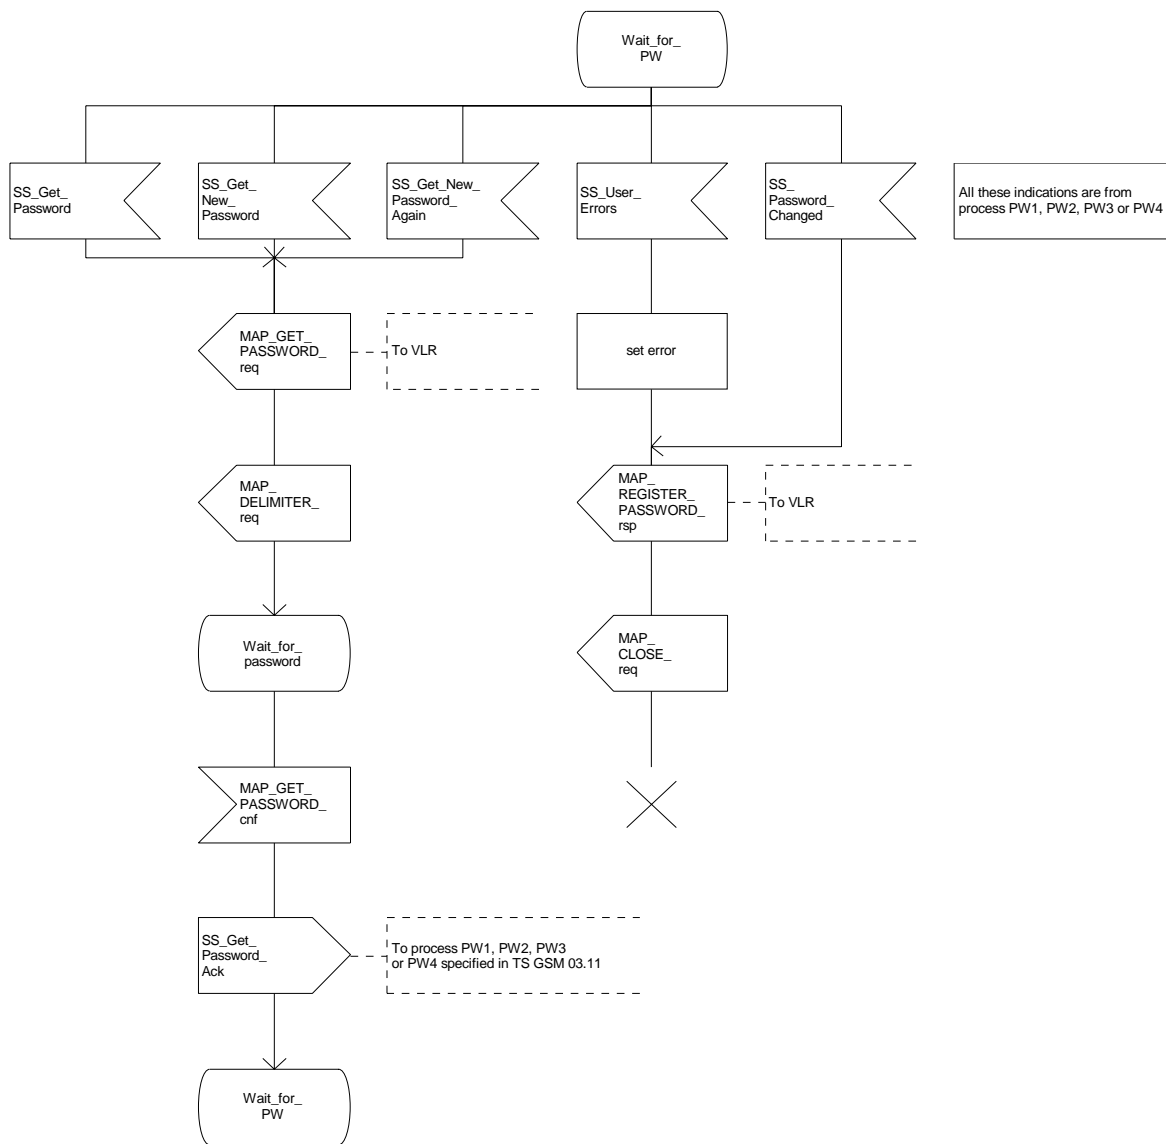 Wait_for_
PW
SS_Get_
Password
SS_Get_
New_
Password
SS_Get_New_
Password_
Again
SS_User_
Errors
SS_
Password_
Changed
All these indications are from
process PW1, PW2, PW3 or PW4
MAP_GET_
PASSWORD_
req
To VLR
set error
MAP_
DELIMITER_
req
MAP_
REGISTER_
PASSWORD_
rsp
To VLR
Wait_for_
password
MAP_
CLOSE_
req
MAP_GET_
PASSWORD_
cnf
SS_Get_
Password_
Ack
To process PW1, PW2, PW3
or PW4 specified in TS GSM 03.11
Wait_for_
PW